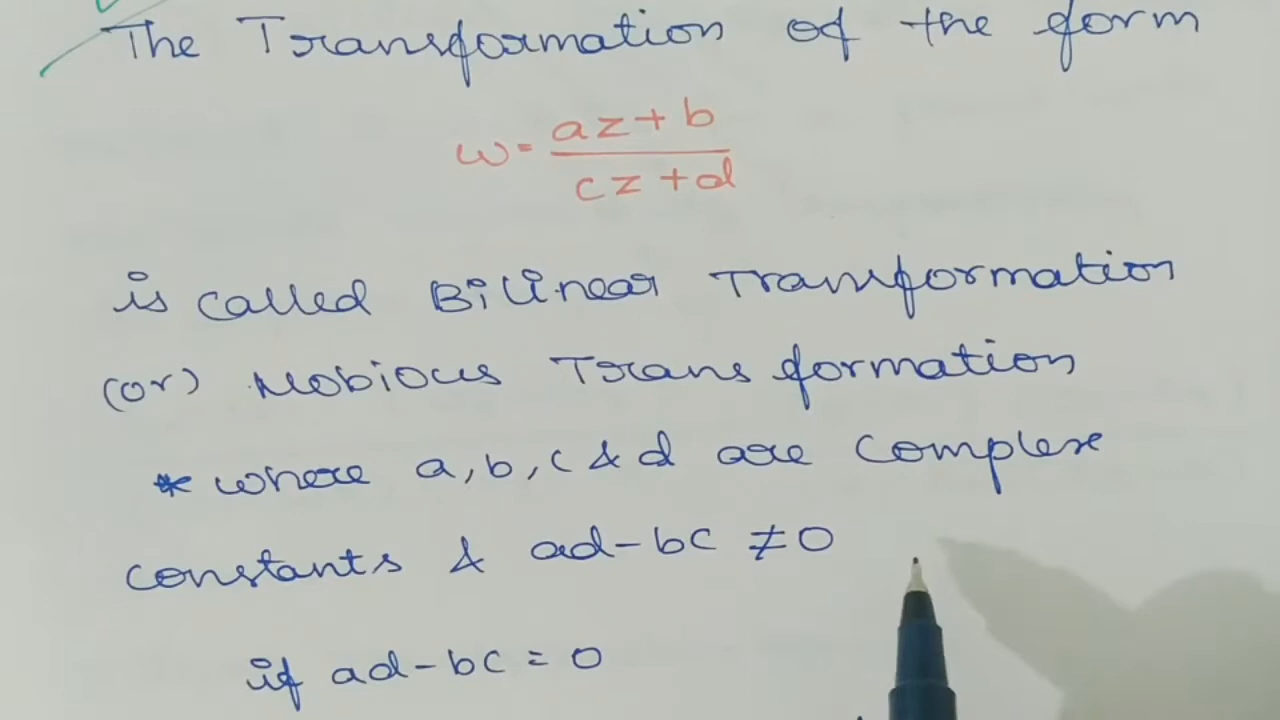 The Transformation of the form
w = az + b / cz + d
is called Bilinear Transformation
(or) Mobious Transformation
* where a, b, c & d are complex
constants & ad - bc ≠ 0
if ad - bc = 0